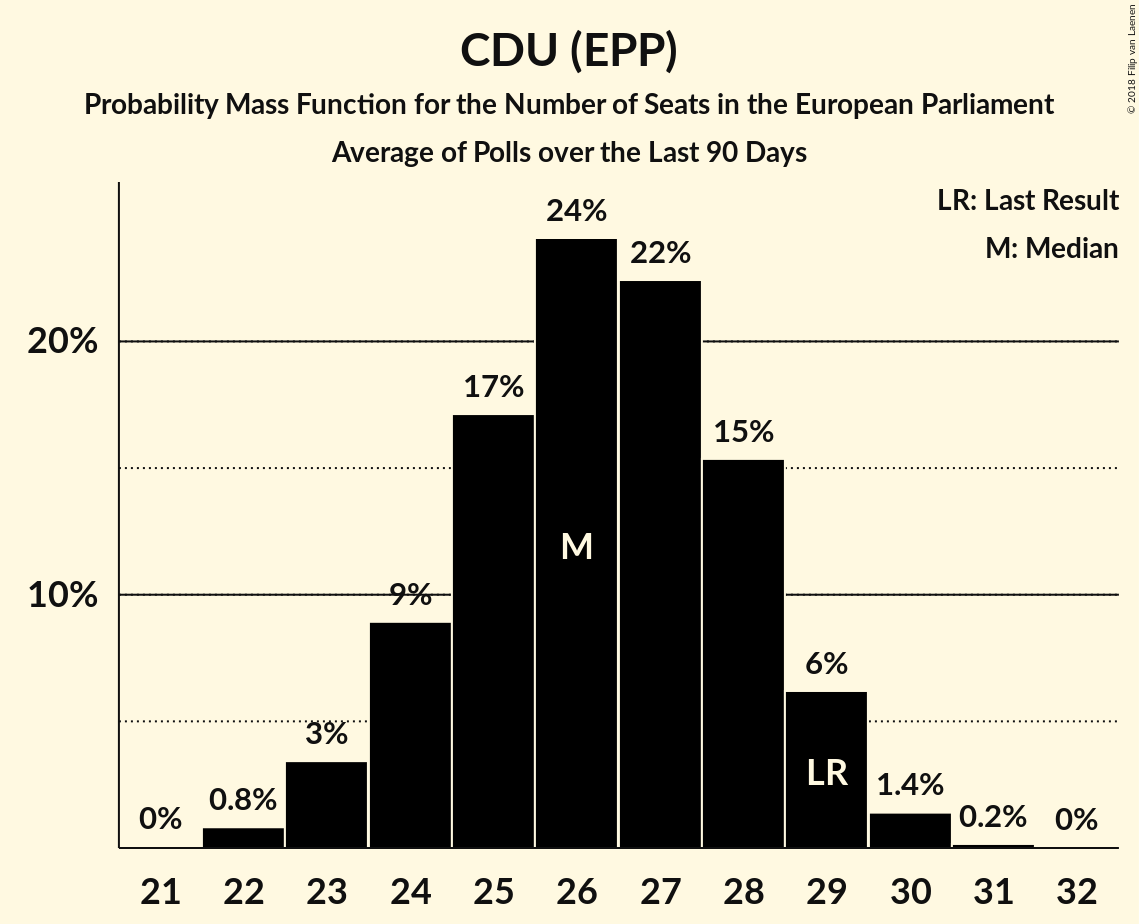 CDU (EPP)
Probability Mass Function for the Number of Seats in the European Parliament
Average of Polls over the Last 90 Days
© 2018 Filip van Laenen
LR: Last Result
M: Median
24%
22%
20%
17%
15%
M
10%
9%
6%
3%
LR
1.4%
0.8%
0.2%
0%
0%
21 22 23 24 25 26 27 28 29 30 31 32